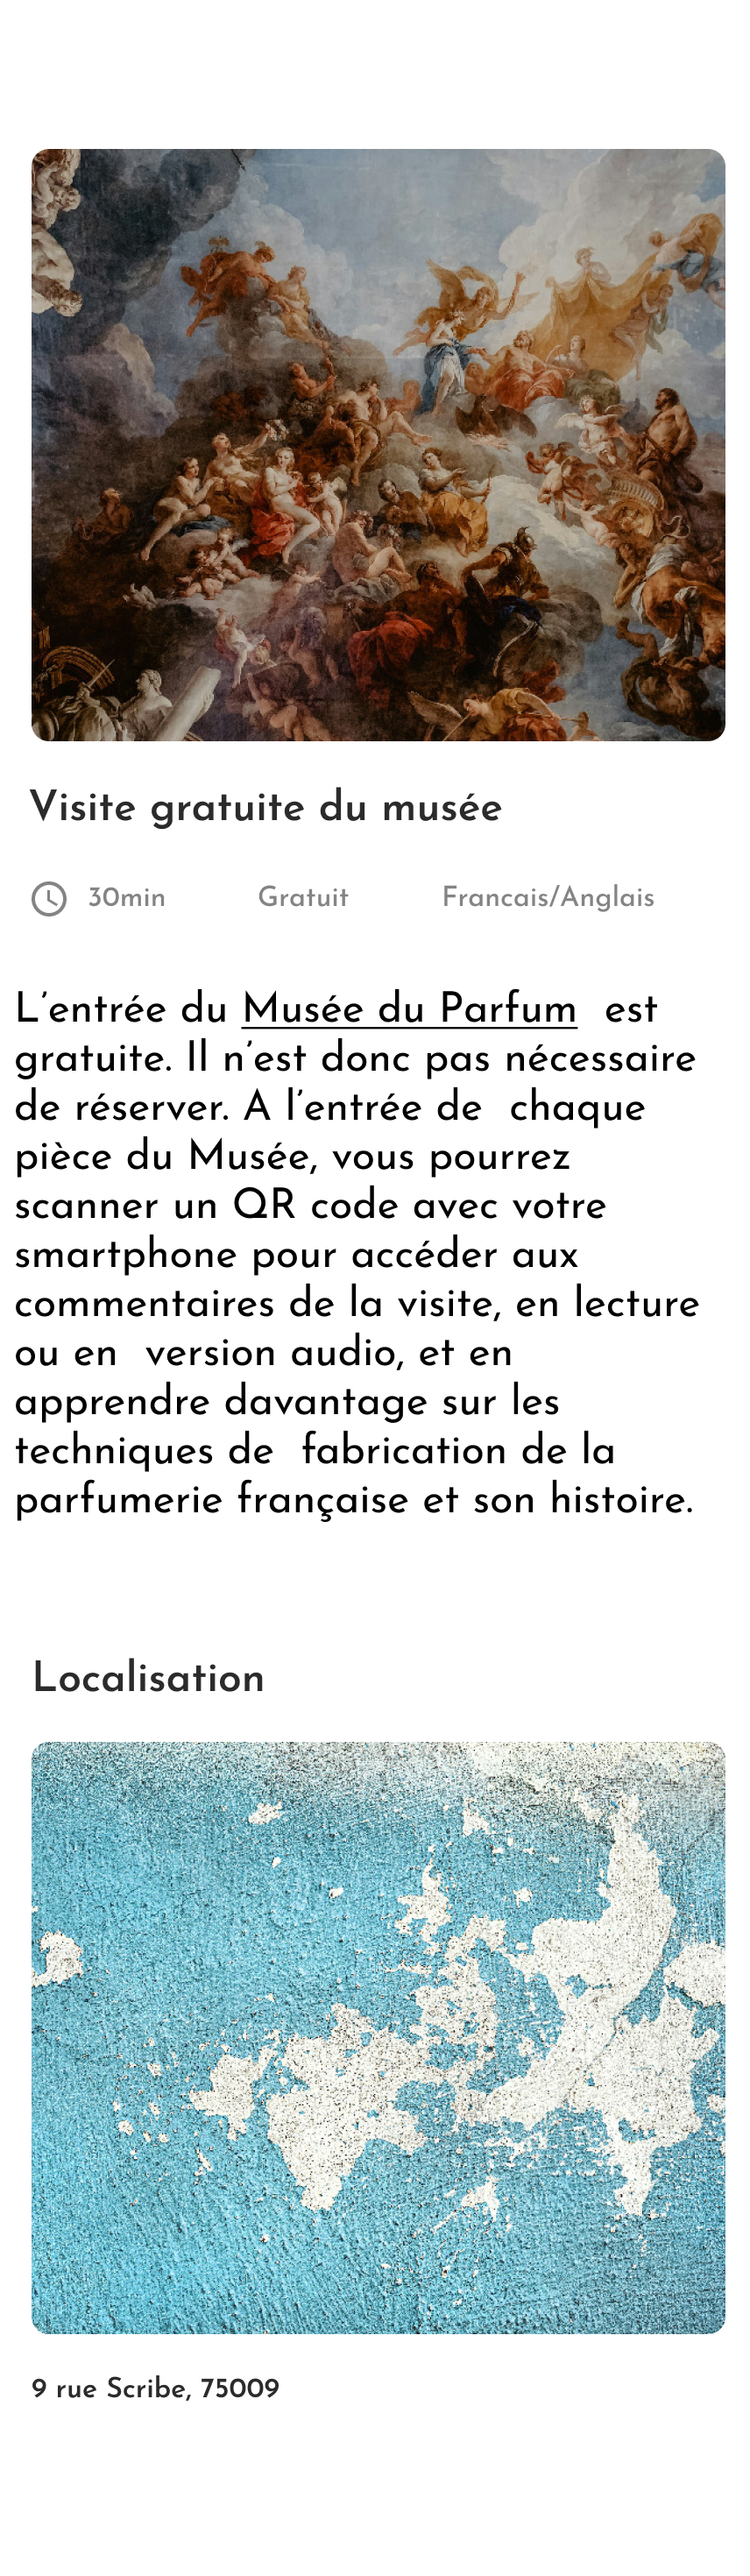 Visite gratuite du musée
30min Gratuit Francais/Anglais
L’entrée du Musée du Parfum est
gratuite. Il n’est donc pas nécessaire
de réserver. A l’entrée de chaque
pièce du Musée, vous pourrez
scanner un QR code avec votre
smartphone pour accéder aux
commentaires de la visite, en lecture
ou en version audio, et en
apprendre davantage sur les
techniques de fabrication de la
parfumerie française et son histoire.
Localisation
9 rue Scribe, 75009